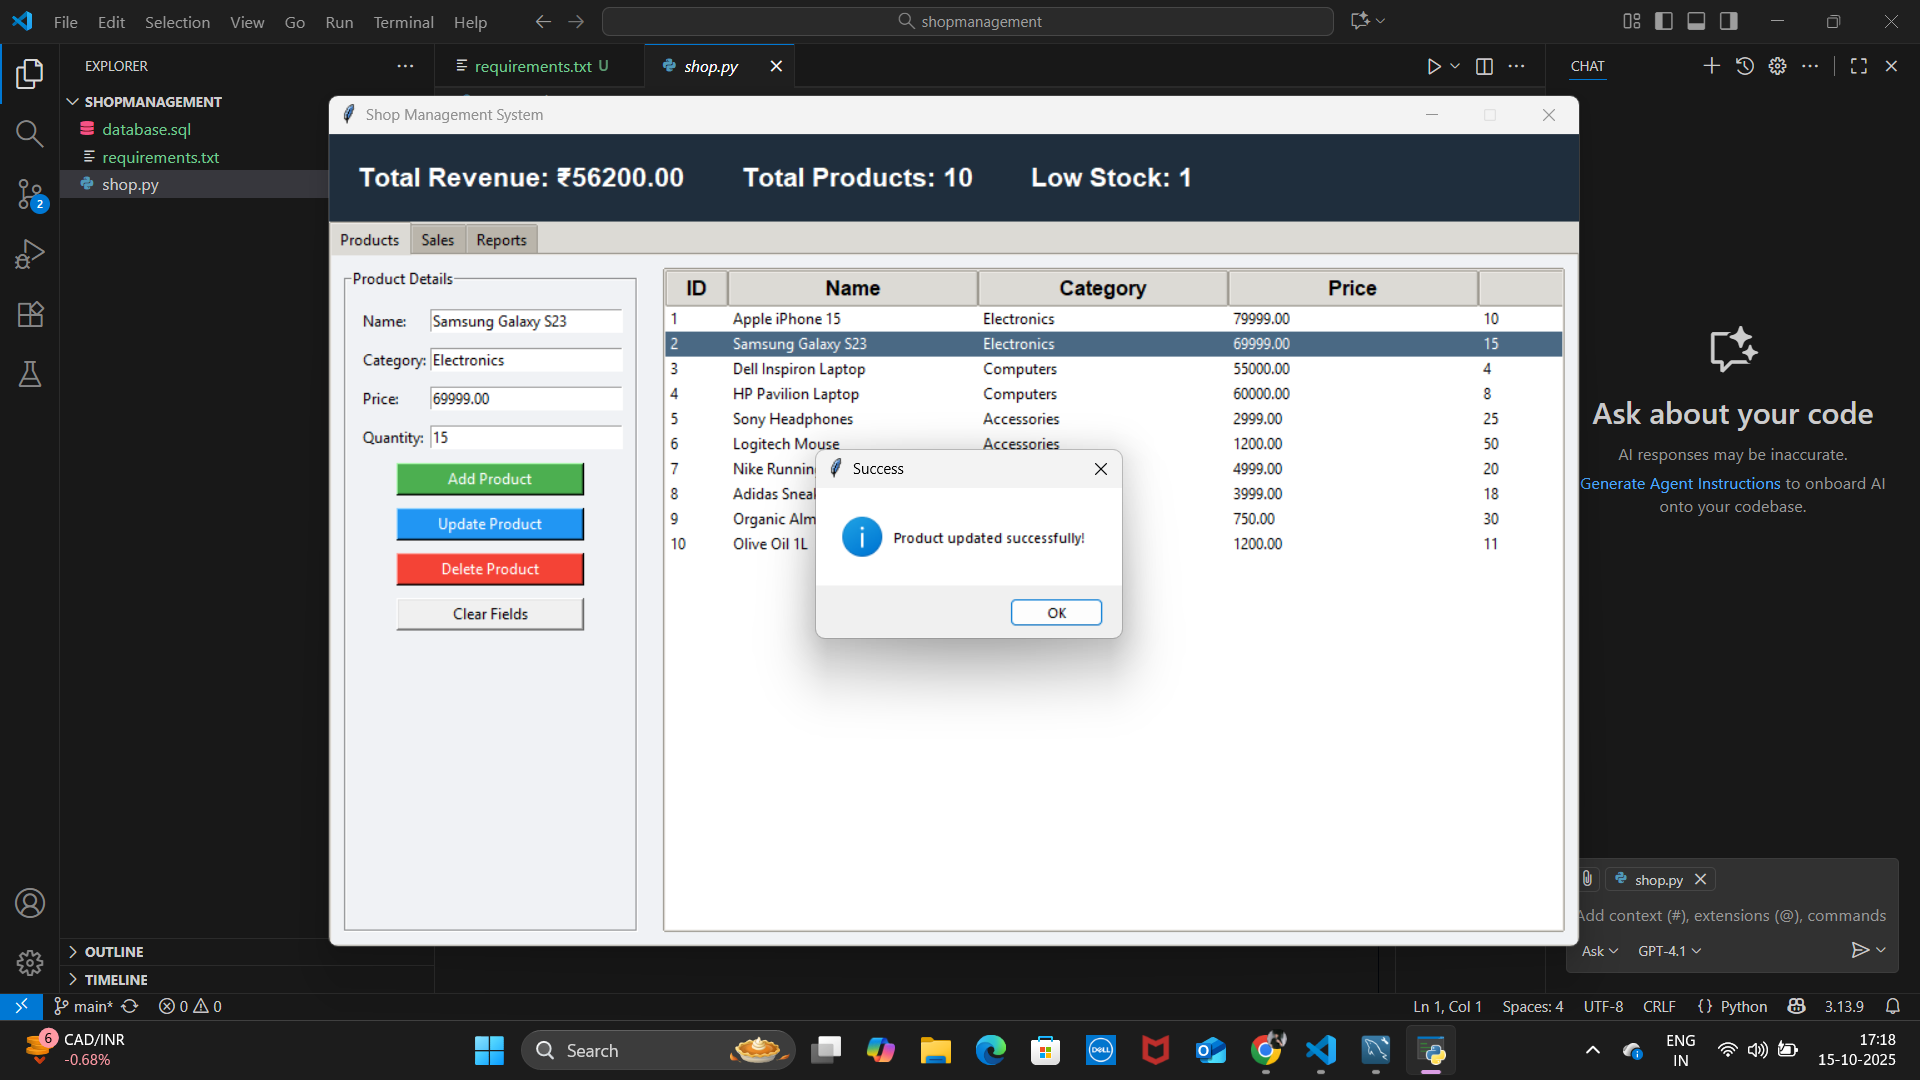 File Edit Selection View Go Run Terminal Help
shopmanagement
EXPLORER
SHOPMANAGEMENT
database.sql
requirements.txt
shop.py
2
requirements.txt U
shop.py
CHAT
Shop Management System
Total Revenue: ₹56200.00 Total Products: 10 Low Stock: 1
Products Sales Reports
Product Details
Name: Samsung Galaxy S23
Category: Electronics
Price: 69999.00
Quantity: 15
Add Product
Update Product
Delete Product
Clear Fields
ID Name Category Price
1 Apple iPhone 15 Electronics 79999.00 10
2 Samsung Galaxy S23 Electronics 69999.00 15
3 Dell Inspiron Laptop Computers 55000.00 4
4 HP Pavilion Laptop Computers 60000.00 8
5 Sony Headphones Accessories 2999.00 25
6 Logitech Mouse Accessories 1200.00 50
7 Nike 4999.00 20
8 Adidas 3999.00 18
9 Organic 750.00 30
10 Olive Oil 1L 1200.00 11
Success
Product updated successfully!
OK
Ask about your code
AI responses may be inaccurate.
Generate Agent Instructions to onboard AI
onto your codebase.
shop.py
Add context (#), extensions (@), commands
Ask GPT-4.1
OUTLINE
TIMELINE
main* 0 0
Ln 1, Col 1 Spaces: 4 UTF-8 CRLF {} Python 3.13.9
6
CAD/INR
-0.68%
Search
DELL
ENG
IN
17:18
15-10-2025